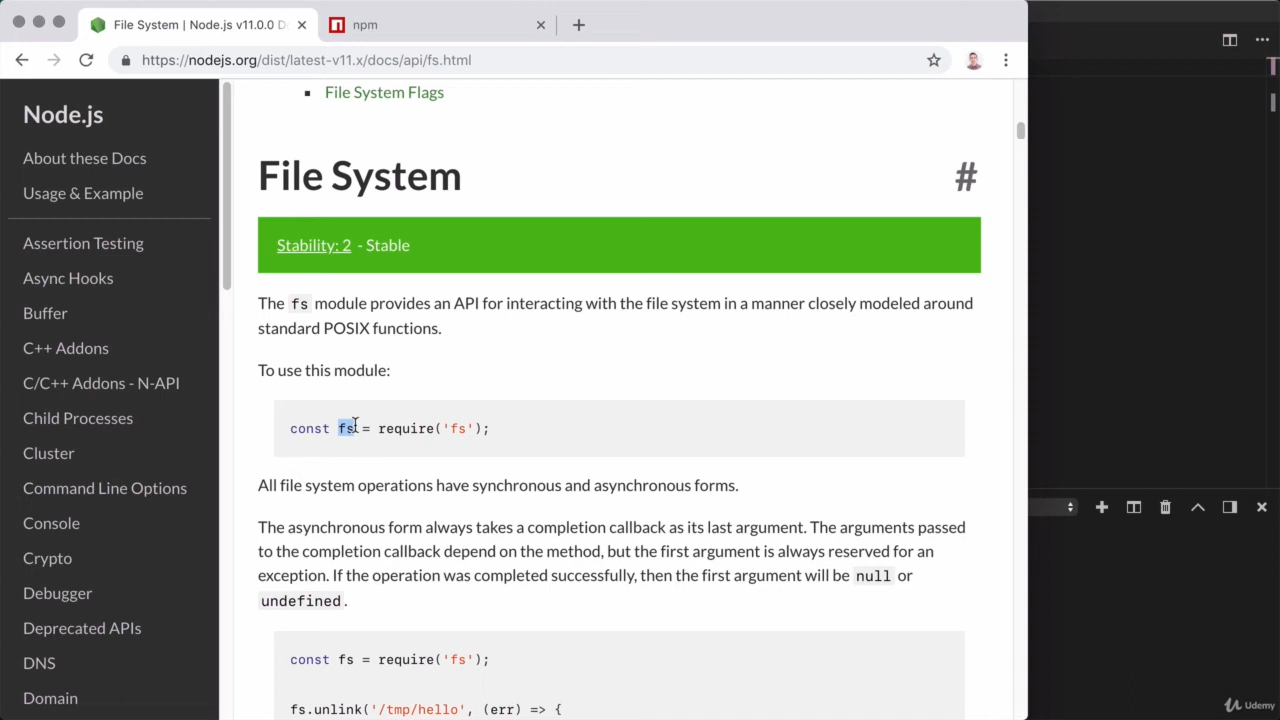 File System | Node.js v11.0.0 D
npm
https://nodejs.org/dist/latest-v11.x/docs/api/fs.html
Node.js
About these Docs
Usage & Example
Assertion Testing
Async Hooks
Buffer
C++ Addons
C/C++ Addons - N-API
Child Processes
Cluster
Command Line Options
Console
Crypto
Debugger
Deprecated APIs
DNS
Domain
File System Flags
File System
#
Stability: 2 - Stable
The fs module provides an API for interacting with the file system in a manner closely modeled around
standard POSIX functions.
To use this module:
const fs = require('fs');
All file system operations have synchronous and asynchronous forms.
The asynchronous form always takes a completion callback as its last argument. The arguments passed
to the completion callback depend on the method, but the first argument is always reserved for an
exception. If the operation was completed successfully, then the first argument will be null or
undefined.
const fs = require('fs');
fs.unlink('/tmp/hello', (err) => {
Udemy